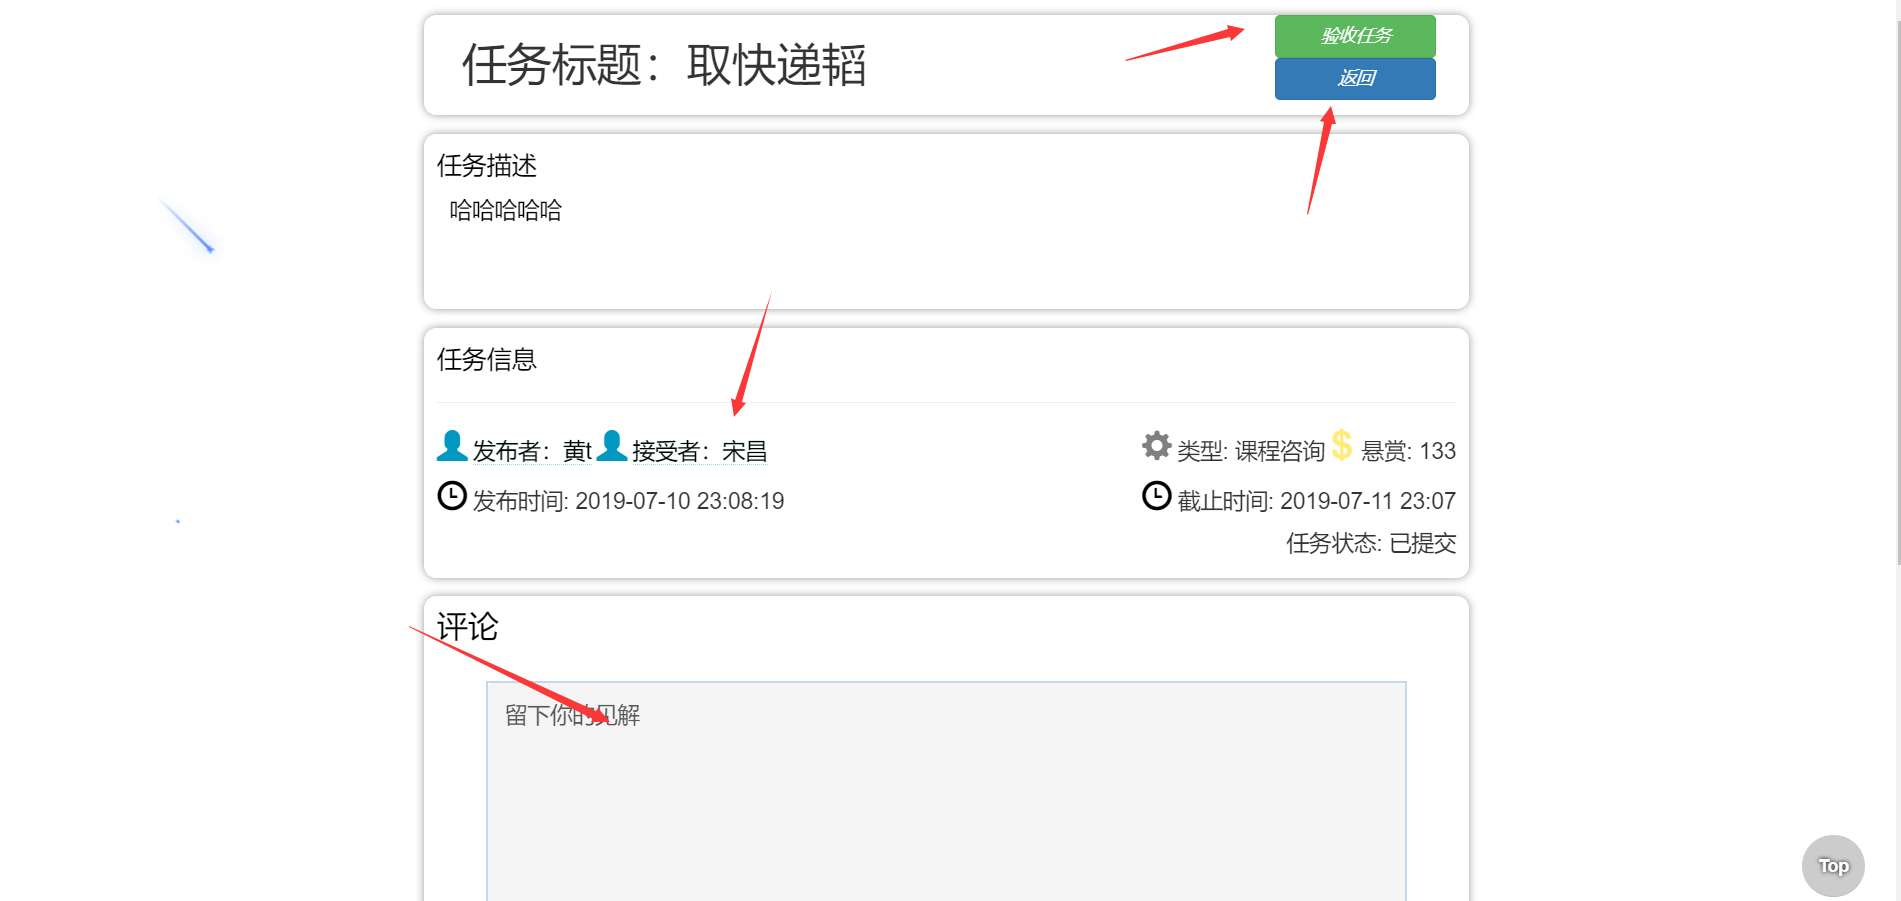 任务标题：取快递韬
验收任务
返回
任务描述
哈哈哈哈哈
任务信息
发布者：黄t 接受者：宋昌
类型: 课程咨询 $ 悬赏: 133
发布时间: 2019-07-10 23:08:19
截止时间: 2019-07-11 23:07
任务状态: 已提交
评论
留下你的见解
Top